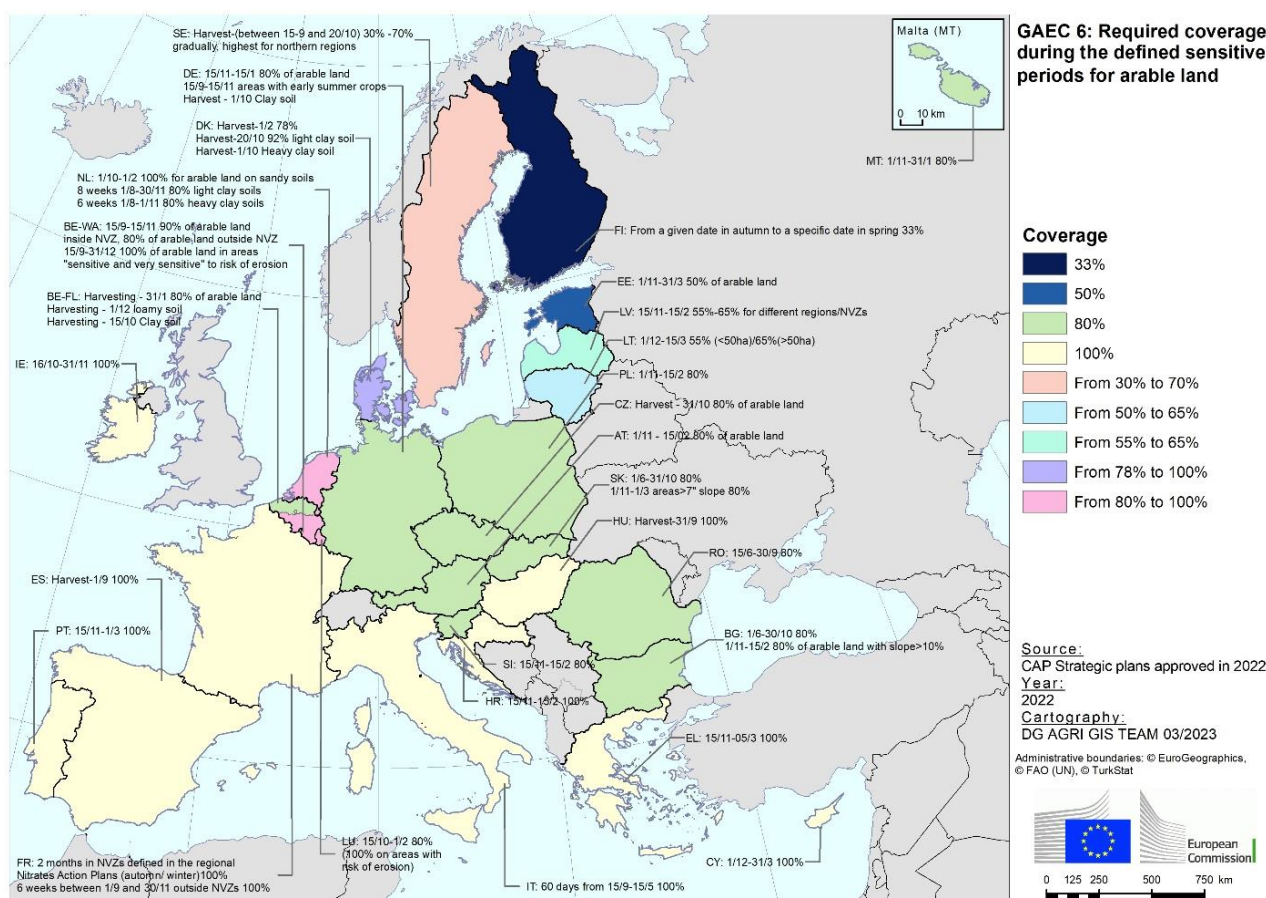 SE: Harvest-(between 15-9 and 20/10) 30% -70%
gradually, highest for northern regions
DE: 15/11-15/1 80% of arable land
15/9-15/11 areas with early summer crops
Harvest - 1/10 Clay soil
DK: Harvest-1/2 78%
Harvest-20/10 92% light clay soil
Harvest-1/10 Heavy clay soil
NL: 1/10-1/2 100% for arable land on sandy soils
8 weeks 1/8-30/11 80% light clay soils
6 weeks 1/8-1/11 80% heavy clay soils
BE-WA: 15/9-15/11 90% of arable land
inside NVZ, 80% of arable land outside NVZ
15/9-31/12 100% of arable land in areas
"sensitive and very sensitive" to risk of erosion
BE-FL: Harvesting - 31/1 80% of arable land
Harvesting - 1/12 loamy soil
Harvesting - 15/10 Clay soil
IE: 16/10-31/11 100%
ES: Harvest-1/9 100%
PT: 15/11-1/3 100%
FR: 2 months in NVZs defined in the regional
Nitrates Action Plans (automn/ winter)100%
6 weeks between 1/9 and 30/11 outside NVZs 100%
LU: 15/10-1/2 80%
(100% on areas with
risk of erosion)
IT: 60 days from 15/9-15/5 100%
CY: 1/12-31/3 100%
EL: 15/11-05/3 100%
HR: 15/11-15/2 100%
SI: 15/11-15/2 80%
BG: 1/6-30/10 80%
1/11-15/2 80% of arable land with slope>10%
RO: 15/6-30/9 80%
HU: Harvest-31/9 100%
SK: 1/6-31/10 80%
1/11-1/3 areas>7" slope 80%
AT: 1/11 - 15/02 80% of arable land
CZ: Harvest - 31/10 80% of arable land
PL: 1/11-15/2 80%
LT: 1/12-15/3 55% (<50ha)/65%(>50ha)
LV: 15/11-15/2 55%-65% for different regions/NVZs
EE: 1/11-31/3 50% of arable land
FI: From a given date in autumn to a specific date in spring 33%
Malta (MT)
0 10 km
MT: 1/11-31/1 80%
GAEC 6: Required coverage
during the defined sensitive
periods for arable land
Coverage
33%
50%
80%
100%
From 30% to 70%
From 50% to 65%
From 55% to 65%
From 78% to 100%
From 80% to 100%
Source:
CAP Strategic plans approved in 2022
Year:
2022
Cartography:
DG AGRI GIS TEAM 03/2023
Administrative boundaries: © EuroGeographics,
© FAO (UN), © TurkStat
European
Commission
0 125 250 500 750 km